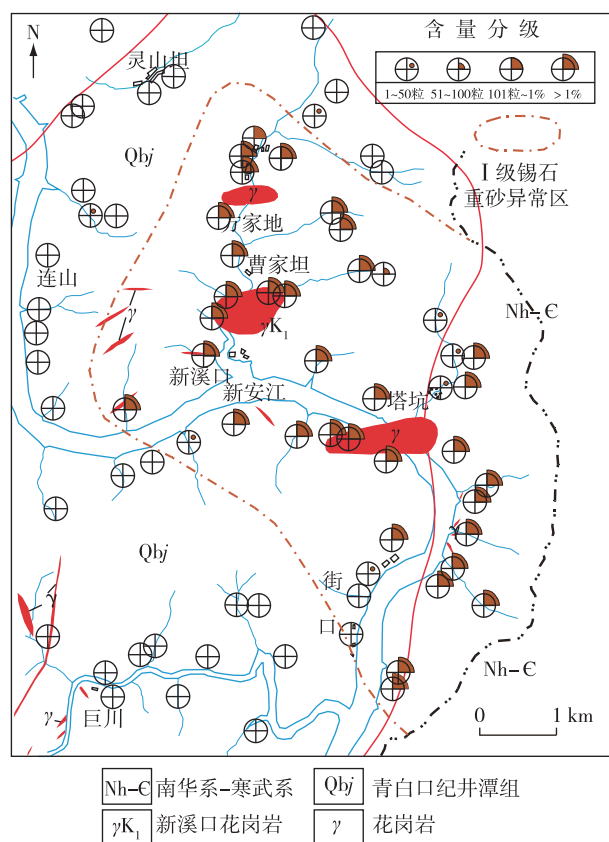 N
含量分级
1~50粒 51~100粒 101粒~1% >1%
Ⅰ级锡石
重砂异常区
灵山坦
Qbj
γ
方家地
曹家坦
连山
Nh-Є
γ
γK₁
新溪口
新安江
塔坑
γ
Qbj
街
口
γ
Nh-Є
γ
巨川
0 1 km
Nh-Є 南华系-寒武系
Qbj 青白口纪井潭组
γK₁ 新溪口花岗岩
γ 花岗岩